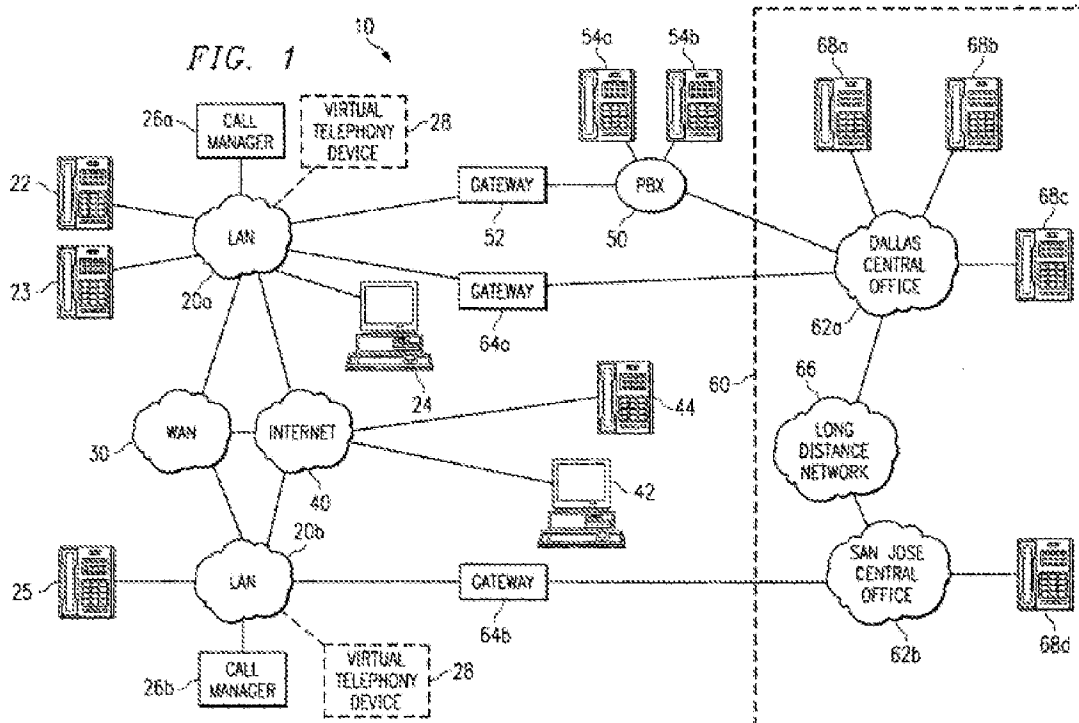 FIG. 1
10
54a
54b
68a
68b
26a
CALL
MANAGER
VIRTUAL
TELEPHONY
DEVICE
28
22
GATEWAY
52
PBX
50
68c
LAN
20a
DALLAS
CENTRAL
OFFICE
62a
23
GATEWAY
64a
24
60
66
44
WAN
30
INTERNET
40
LONG
DISTANCE
NETWORK
42
20b
25
LAN
GATEWAY
64b
SAN JOSE
CENTRAL
OFFICE
62b
68d
26b
CALL
MANAGER
VIRTUAL
TELEPHONY
DEVICE
28